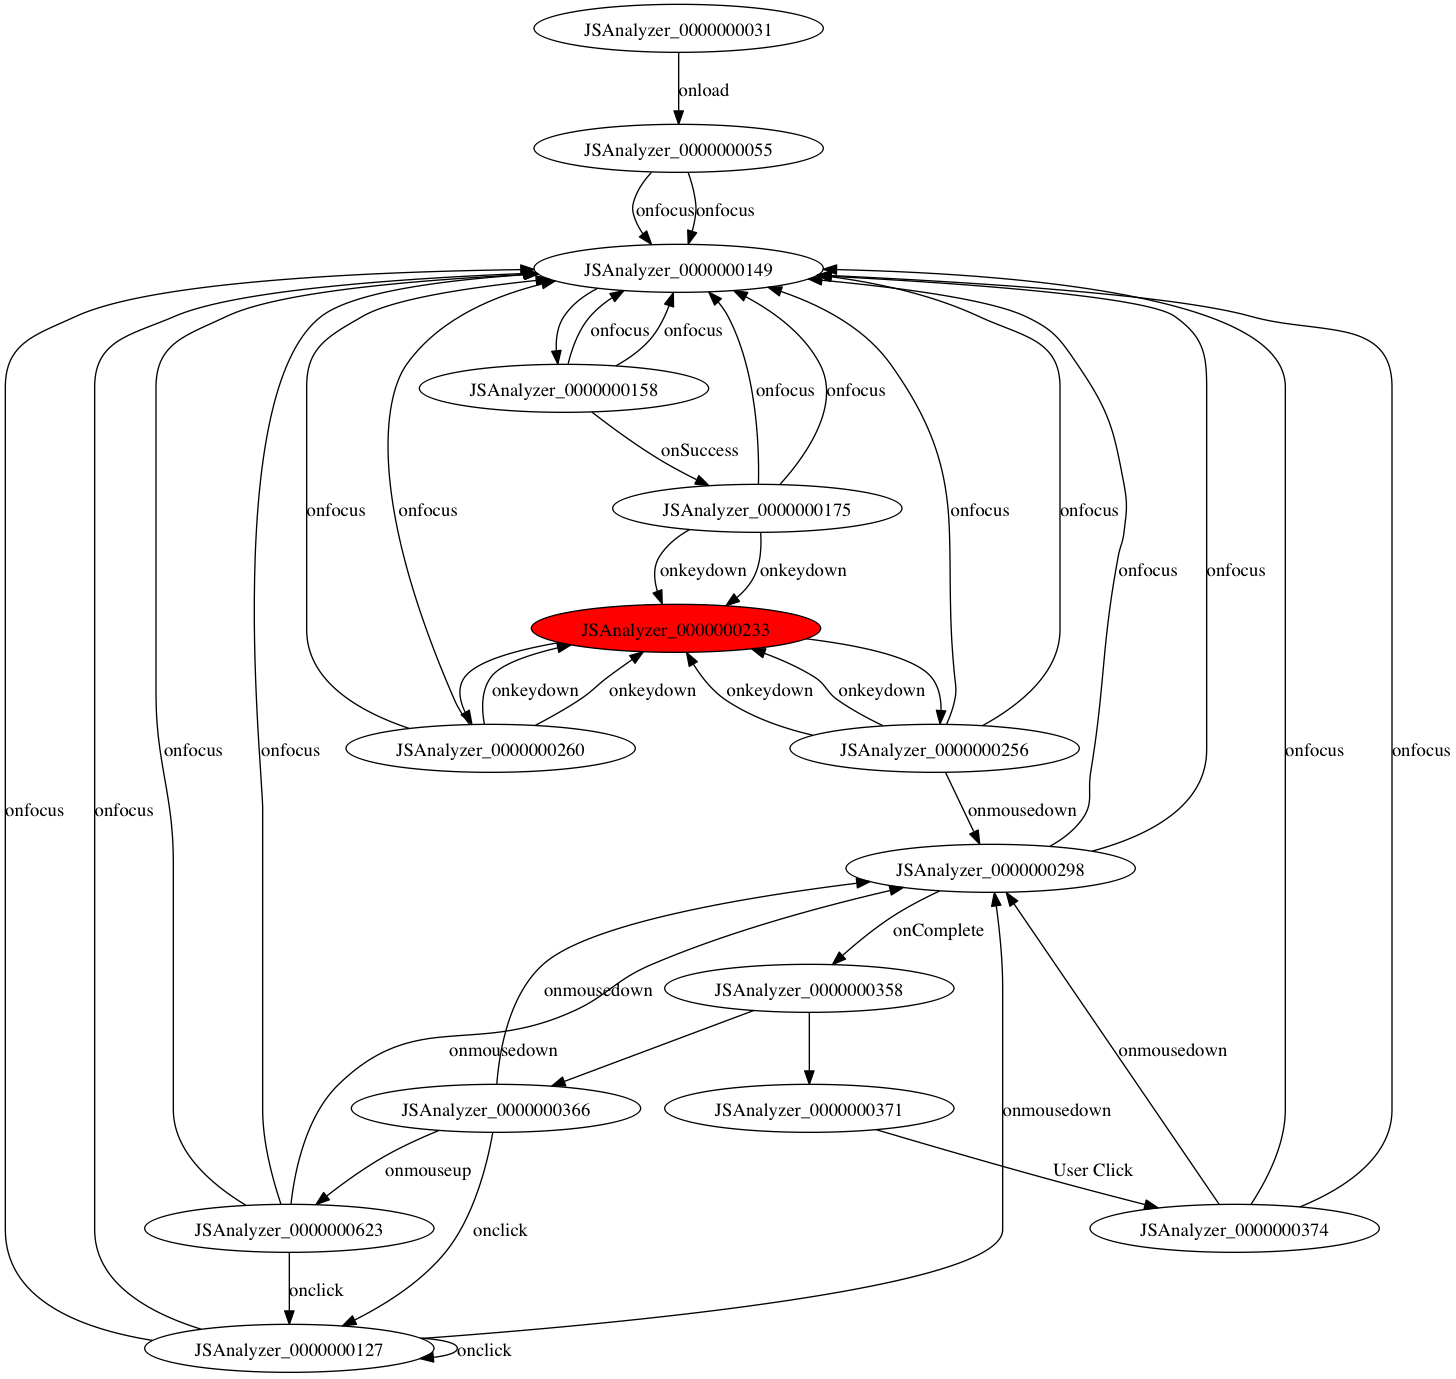 JSAnalyzer_0000000031
onload
JSAnalyzer_0000000055
onfocus onfocus
JSAnalyzer_0000000149
onfocus onfocus
JSAnalyzer_0000000158
onfocus onfocus
onSuccess
onfocus onfocus JSAnalyzer_0000000175 onfocus onfocus
onkeydown onkeydown onfocus onfocus
JSAnalyzer_0000000233
onkeydown onkeydown onkeydown onkeydown
onfocus onfocus JSAnalyzer_0000000260 JSAnalyzer_0000000256 onfocus onfocus
onfocus onfocus onmousedown
JSAnalyzer_0000000298
onComplete
onmousedown JSAnalyzer_0000000358
onmousedown onmousedown
JSAnalyzer_0000000366 JSAnalyzer_0000000371 onmousedown
onmouseup User Click
JSAnalyzer_0000000623 onclick JSAnalyzer_0000000374
onclick
JSAnalyzer_0000000127 onclick